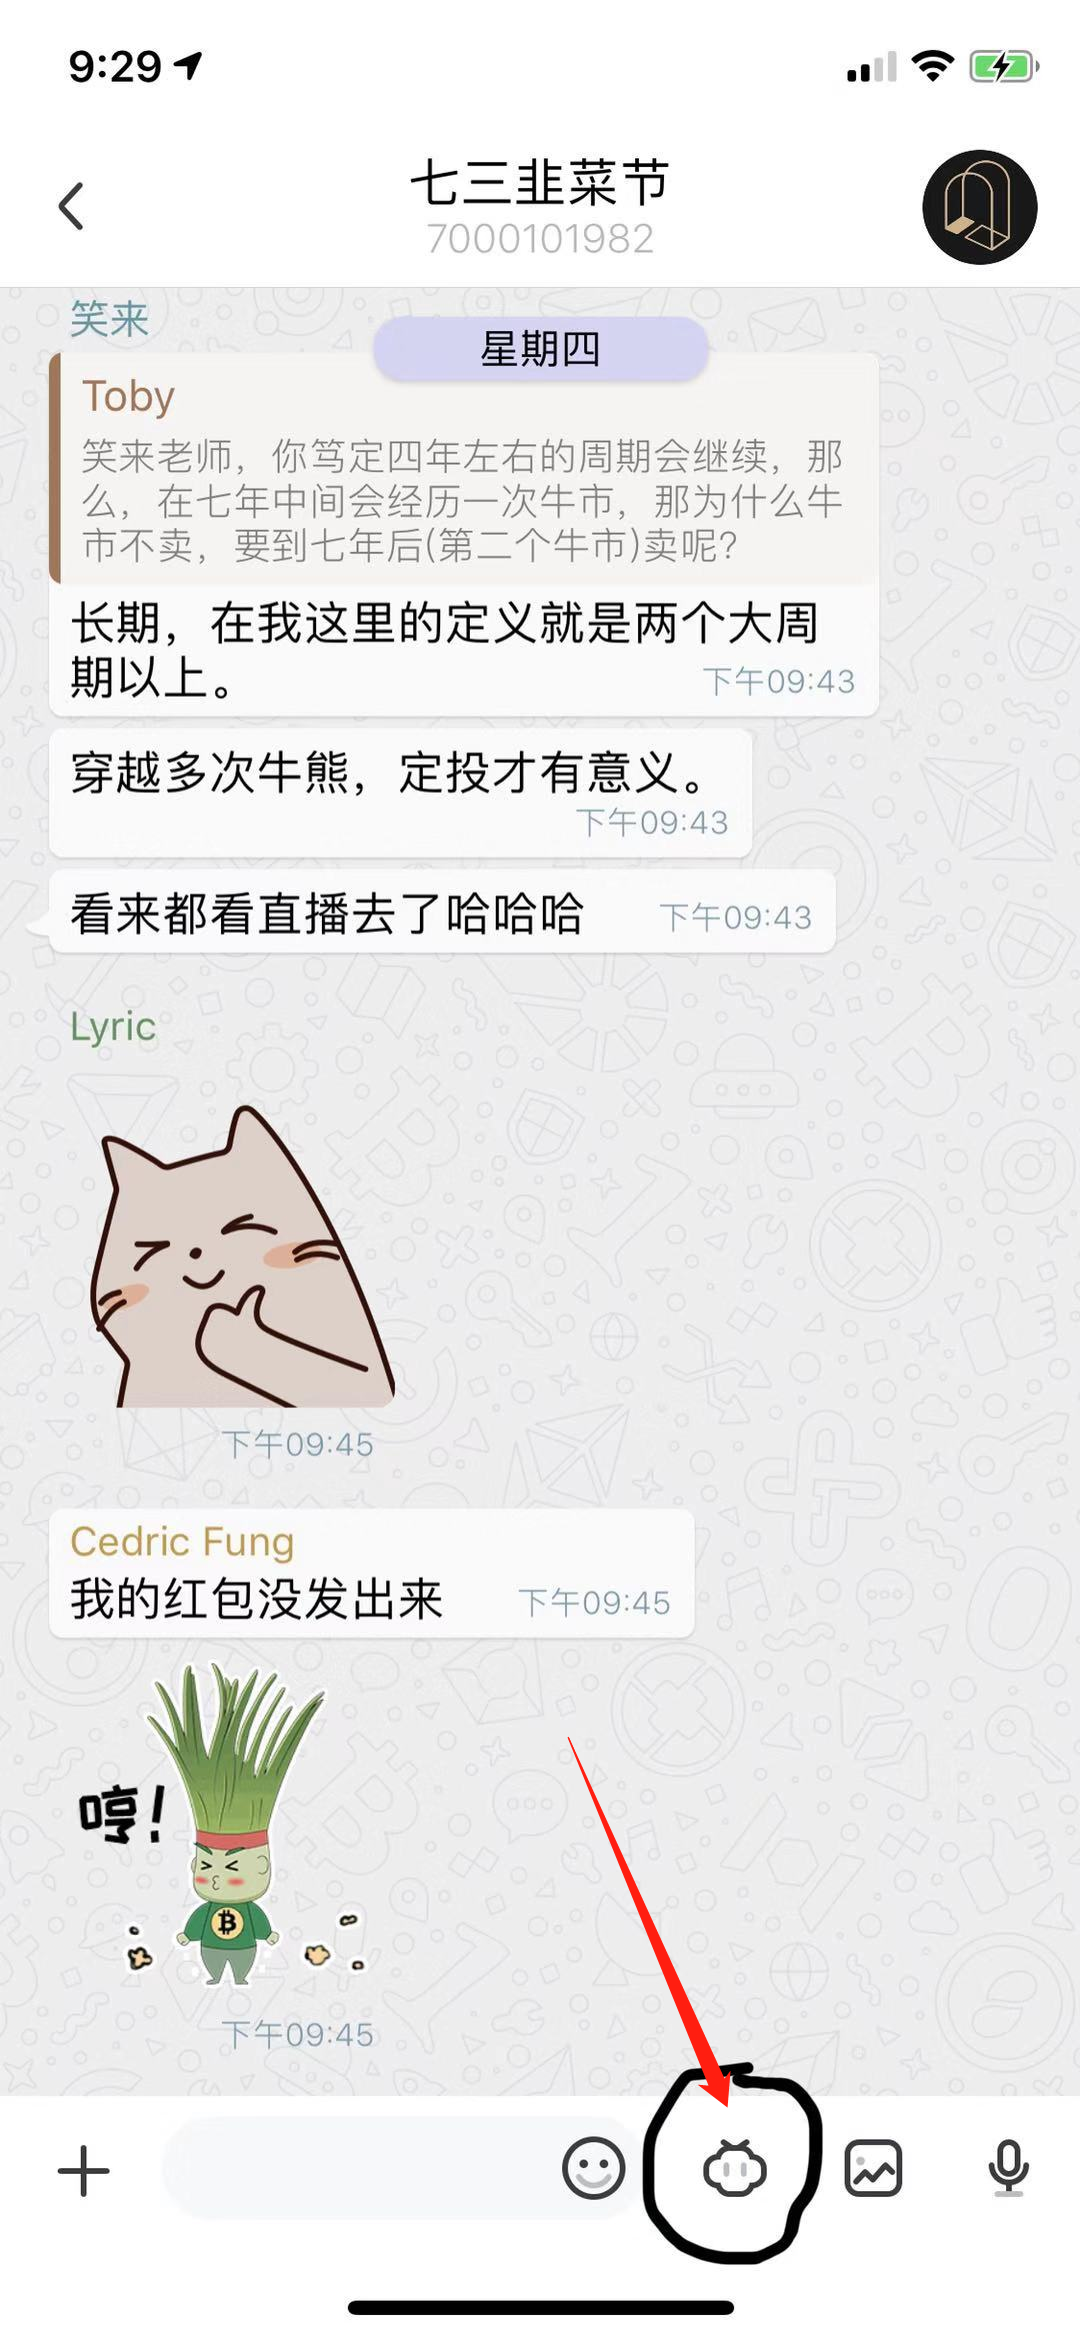 9:29
七三韭菜节
7000101982
笑来
星期四
Toby
笑来老师，你笃定四年左右的周期会继续，那
么，在七年中间会经历一次牛市，那为什么牛
市不卖，要到七年后(第二个牛市)卖呢？
长期，在我这里的定义就是两个大周
期以上。
下午09:43
穿越多次牛熊，定投才有意义。
下午09:43
看来都看直播去了哈哈哈 下午09:43
Lyric
下午09:45
Cedric Fung
我的红包没发出来 下午09:45
哼！
下午09:45